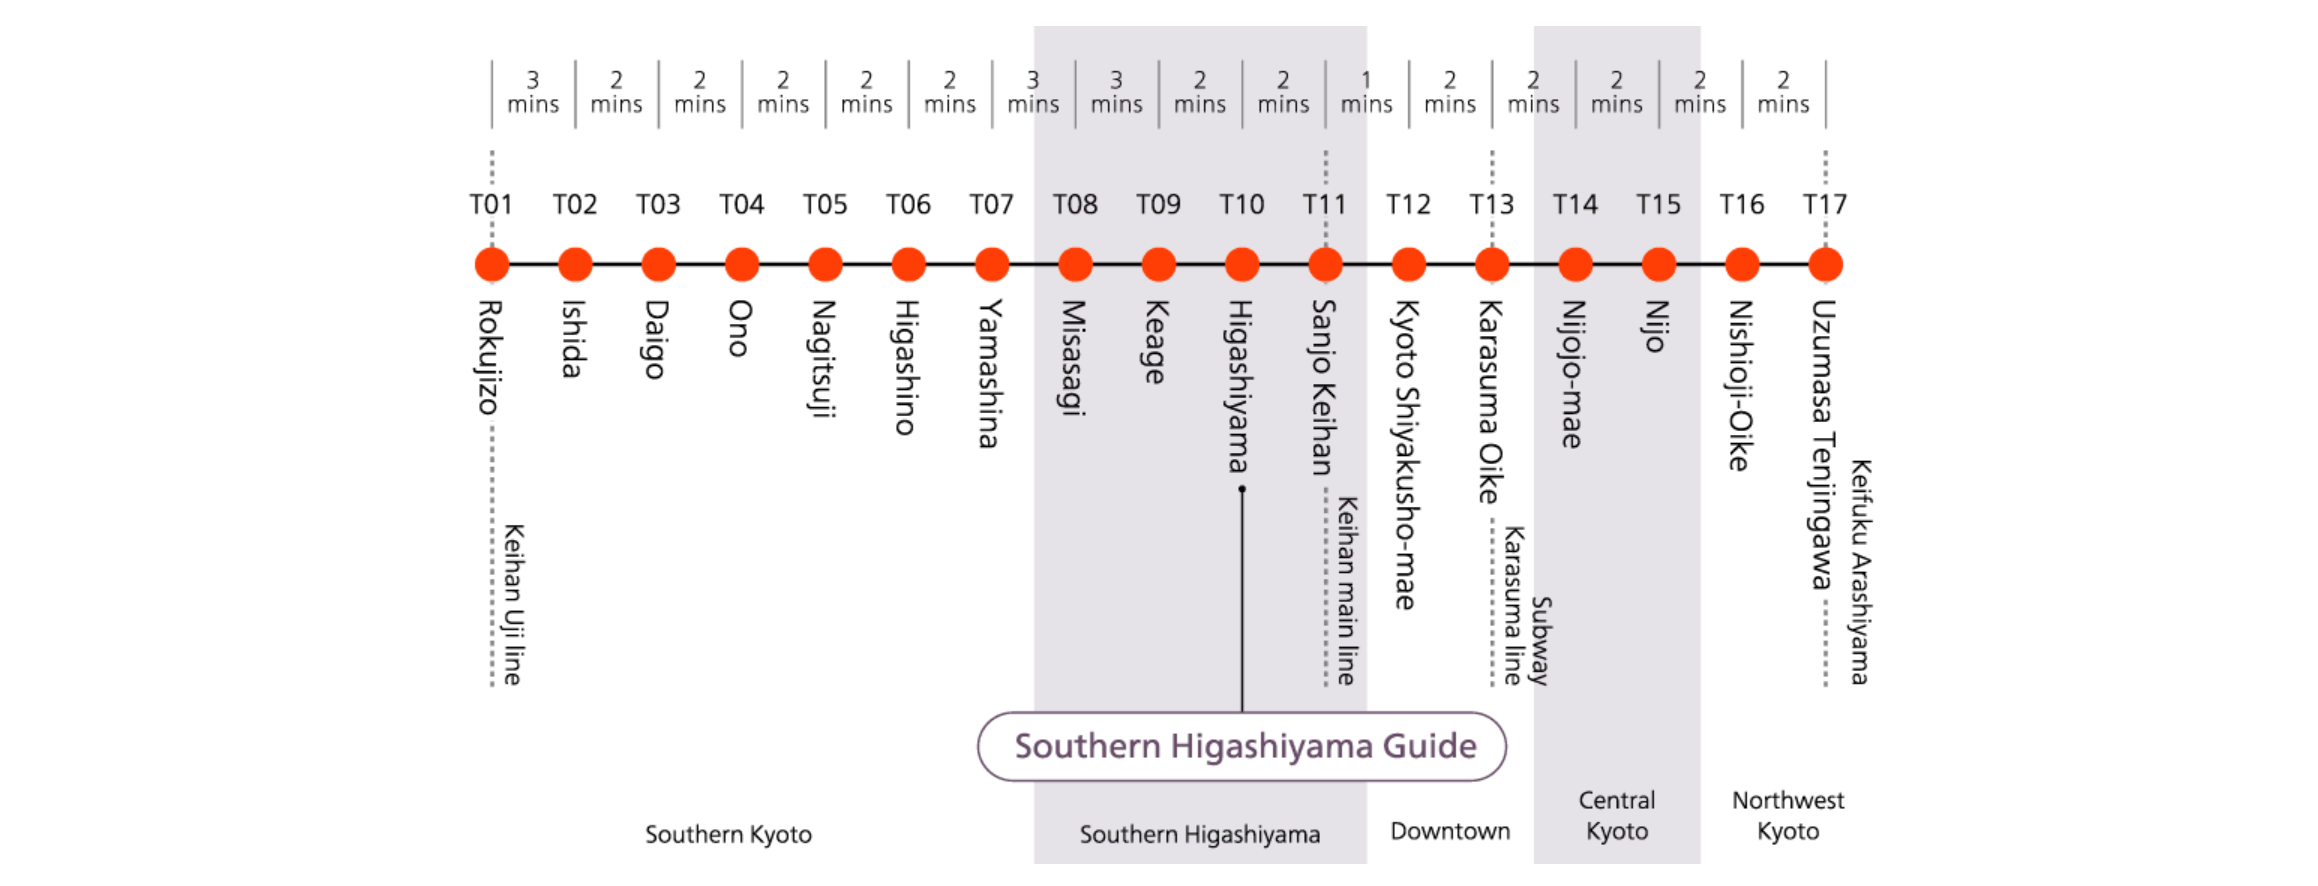 3 2 2 2 2 2 3 3 2 2 1 2 2 2 2 2
mins mins mins mins mins mins mins mins mins mins mins mins mins mins mins mins
T01 T02 T03 T04 T05 T06 T07 T08 T09 T10 T11 T12 T13 T14 T15 T16 T17
Rokujizo
Ishida
Daigo
Ono
Nagitsuji
Higashino
Yamashina
Misasagi
Keage
Higashiyama
Sanjo Keihan
Kyoto Shiyakusho-mae
Karasuma Oike
Nijojo-mae
Nijo
Nishioji-Oike
Uzumasa Tenjingawa
Keihan Uji line
Keihan main line
Subway
Karasuma line
Keifuku Arashiyama
Southern Higashiyama Guide
Southern Kyoto
Southern Higashiyama
Downtown
Central
Kyoto
Northwest
Kyoto